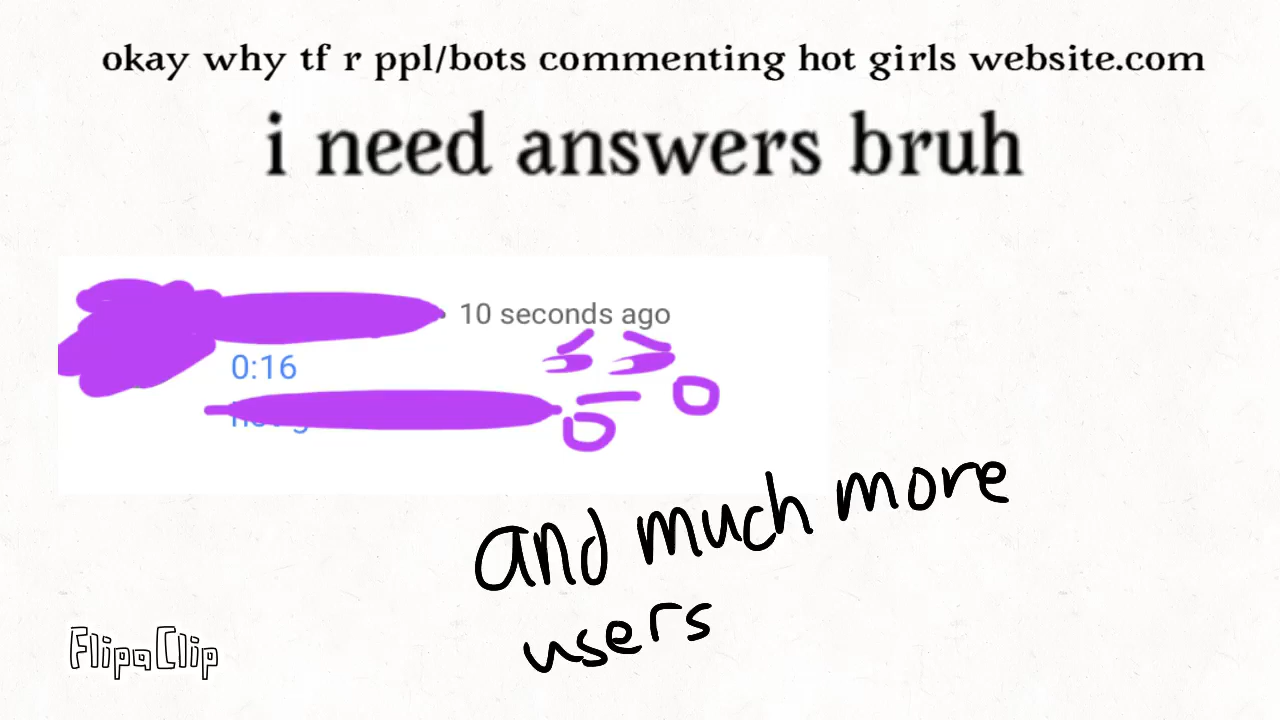 okay why tf r ppl/bots commenting hot girls website.com
i need answers bruh
10 seconds ago
0:16
and much more
users
FlipaClip